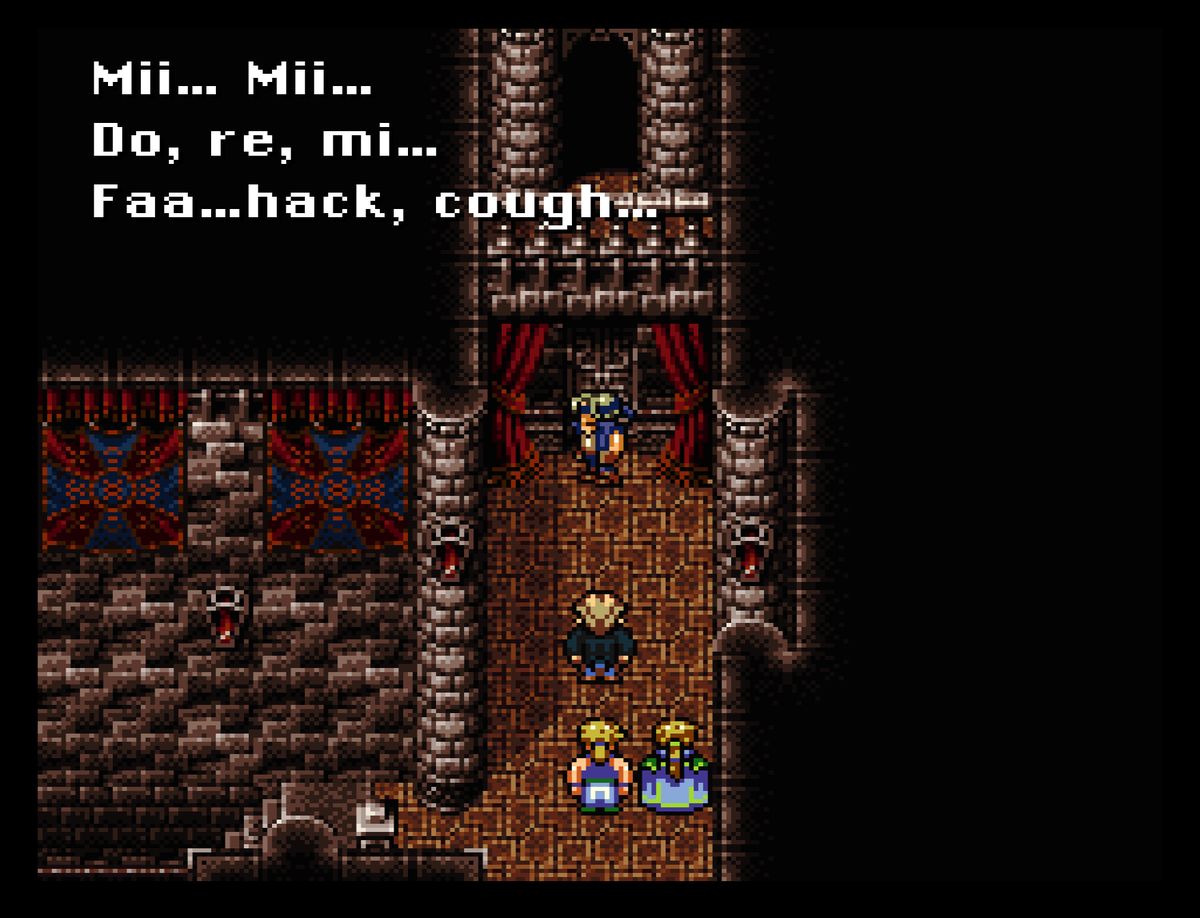 Mii… Mii…
Do, re, mi…
Faa…hack, cough…